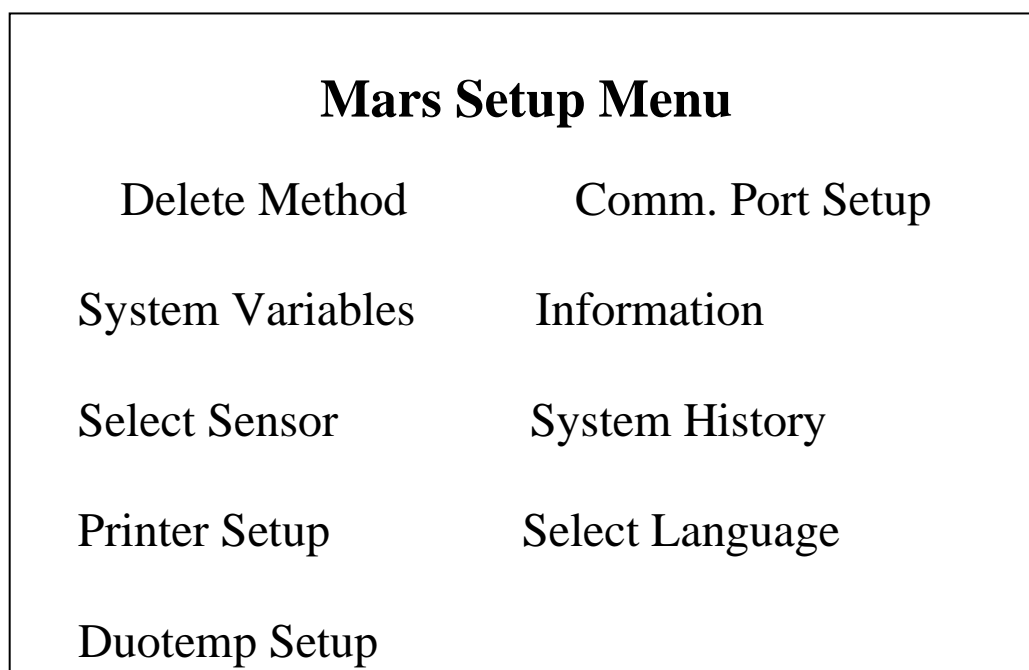 Mars Setup Menu
Delete Method Comm. Port Setup
System Variables Information
Select Sensor System History
Printer Setup Select Language
Duotemp Setup